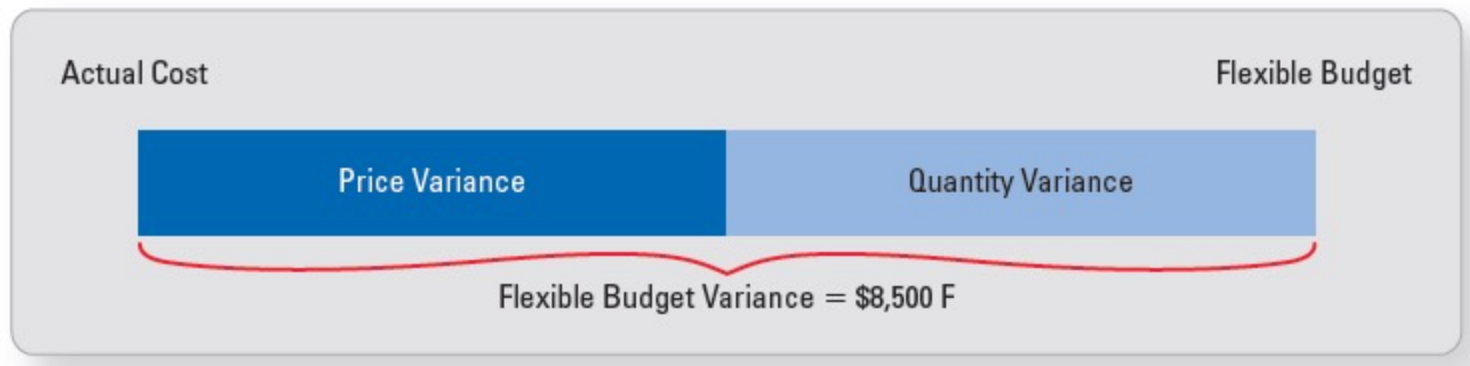 Actual Cost
Flexible Budget
Price Variance
Quantity Variance
Flexible Budget Variance = $8,500 F